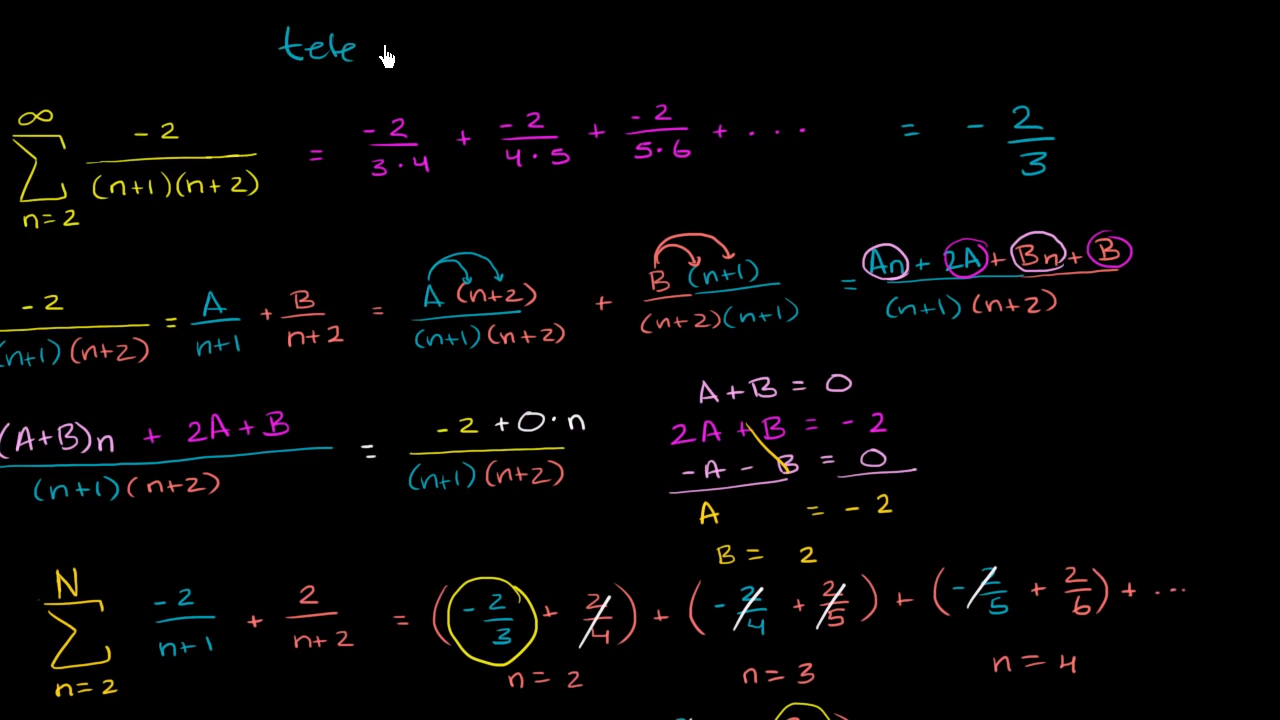 tele
∞ ∑ n=2 -2/(n+1)(n+2) = -2/3·4 + -2/4·5 + -2/5·6 + ... = -2/3
-2/(n+1)(n+2) = A/n+1 + B/n+2 = A(n+2)/(n+1)(n+2) + B(n+1)/(n+2)(n+1) = An + 2A + Bn + B/(n+1)(n+2)
(A+B)n + 2A+B/(n+1)(n+2) = -2+0·n/(n+1)(n+2)
A+B = 0
2A+B = -2
-A - B = 0
A = -2
B = 2
N ∑ n=2 -2/n+1 + 2/n+2 = (-2/3 + 2/4) + (-2/4 + 2/5) + (-2/5 + 2/6) + ...
n=2 n=3 n=4